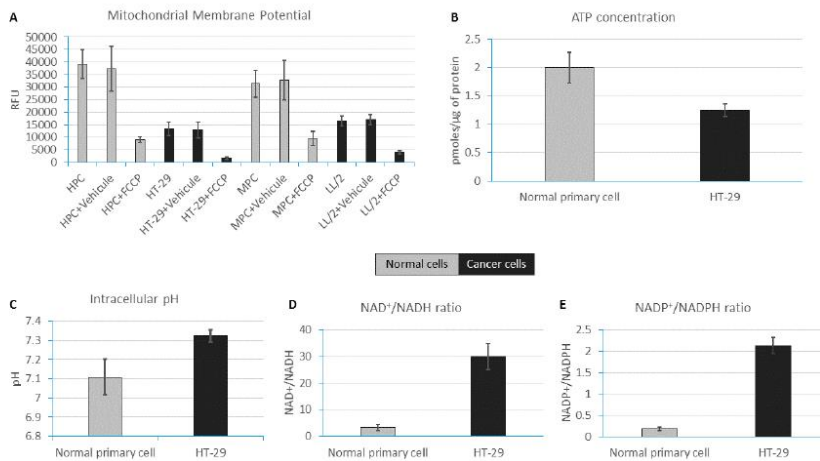 A
Mitochondrial Membrane Potential
RFU
50000
45000
40000
35000
30000
25000
20000
15000
10000
5000
0
HPC
HPC+Vehicule
HPC+FCCP
HT-29
HT-29+Vehicule
HT-29+FCCP
MPC
MPC+Vehicule
MPC+FCCP
LL/2
LL/2+Vehicule
LL/2+FCCP
B
ATP concentration
pmoles/µg of protein
2.5
2
1.5
1
0.5
0
Normal primary cell
HT-29
Normal cells
Cancer cells
C
Intracellular pH
pH
7.4
7.3
7.2
7.1
7
6.9
6.8
Normal primary cell
HT-29
D
NAD⁺/NADH ratio
NAD+/NADH
40
30
20
10
0
Normal primary cell
HT-29
E
NADP⁺/NADPH ratio
NADP+/NADPH
2.5
2
1.5
1
0.5
0
Normal primary cell
HT-29